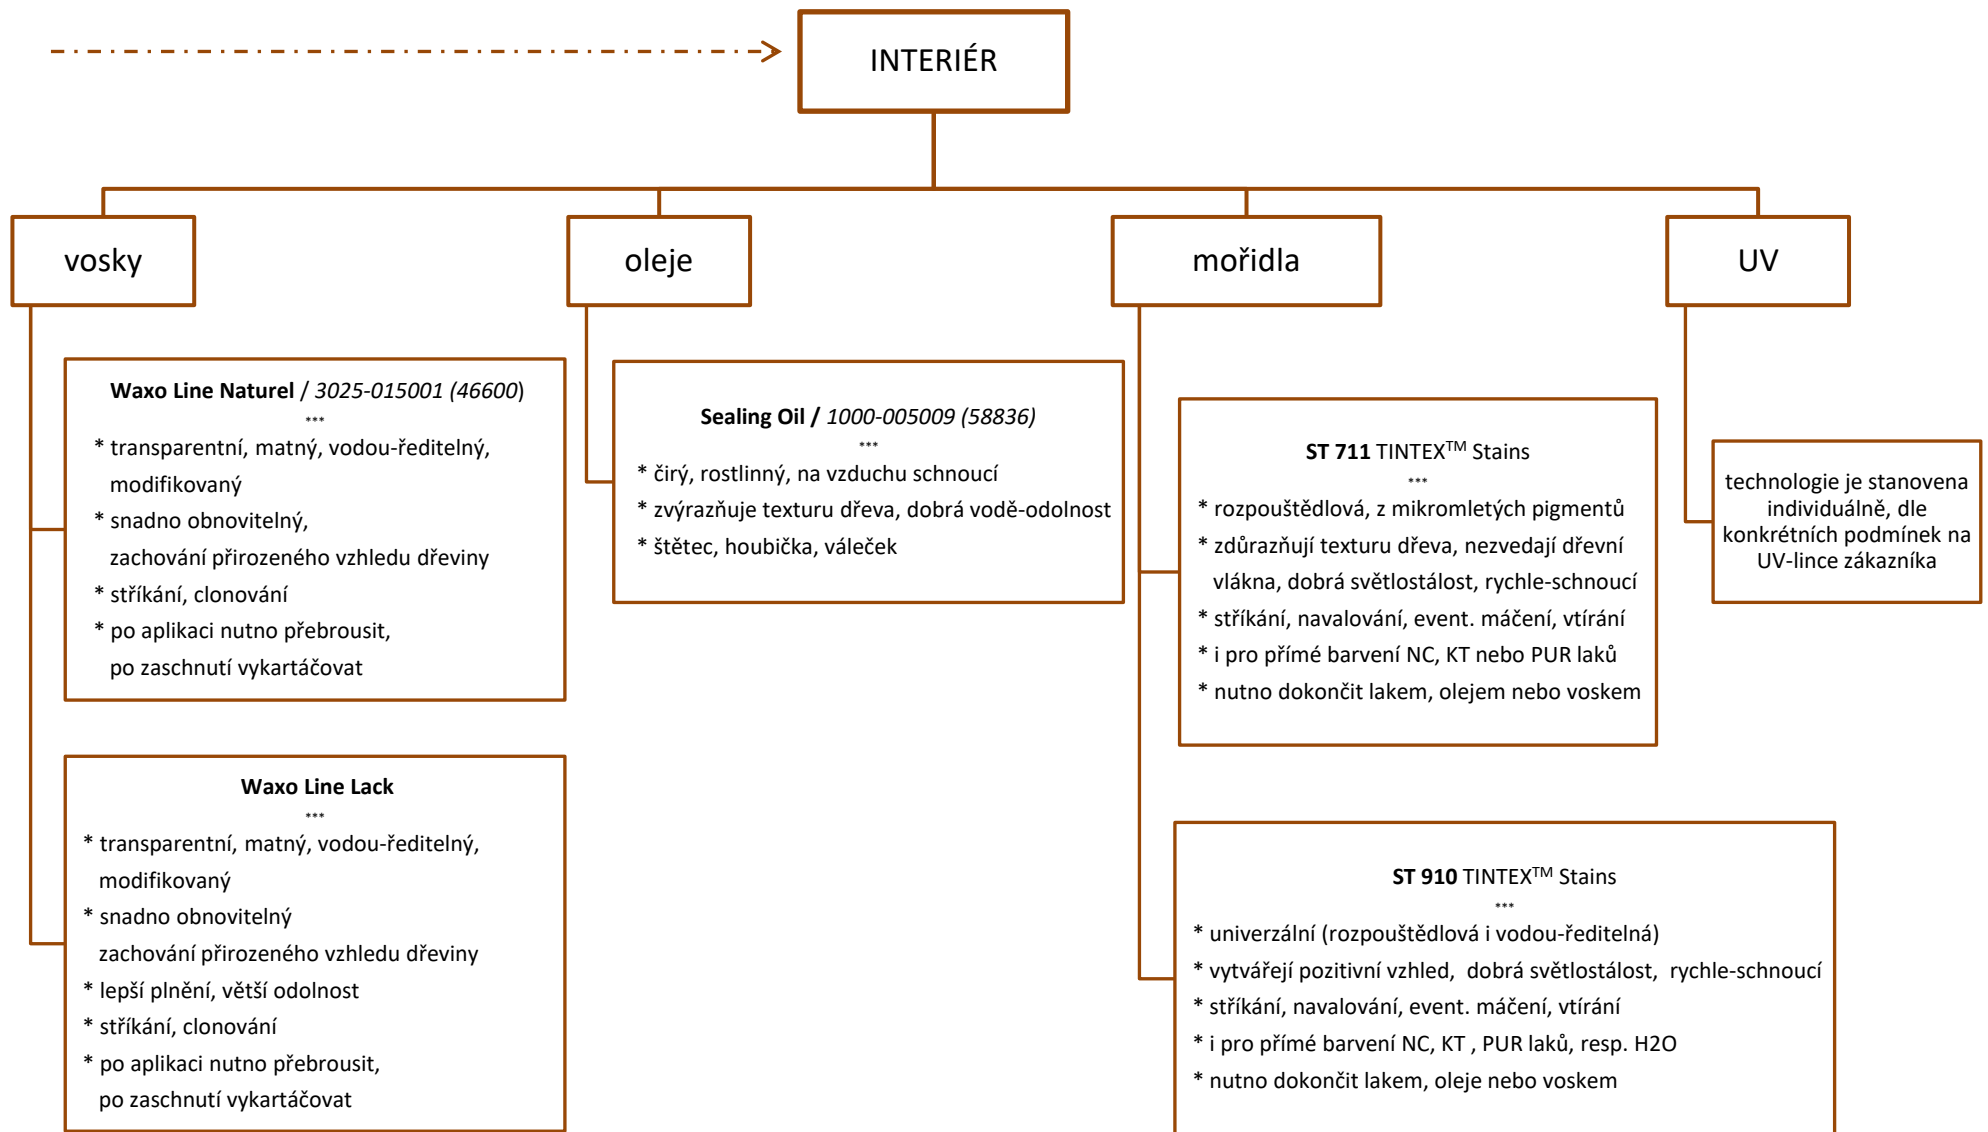 INTERIÉR
vosky
oleje
mořidla
UV
Waxo Line Naturel / 3025-015001 (46600)
***
* transparentní, matný, vodou-ředitelný,
modifikovaný
* snadno obnovitelný,
zachování přirozeného vzhledu dřeviny
* stříkání, clonování
* po aplikaci nutno přebrousit,
po zaschnutí vykartáčovat
Waxo Line Lack
***
* transparentní, matný, vodou-ředitelný,
modifikovaný
* snadno obnovitelný
zachování přirozeného vzhledu dřeviny
* lepší plnění, větší odolnost
* stříkání, clonování
* po aplikaci nutno přebrousit,
po zaschnutí vykartáčovat
Sealing Oil / 1000-005009 (58836)
***
* čirý, rostlinný, na vzduchu schnoucí
* zvýrazňuje texturu dřeva, dobrá vodě-odolnost
* štětec, houbička, váleček
ST 711 TINTEX™ Stains
***
* rozpouštědlová, z mikromletých pigmentů
* zdůrazňují texturu dřeva, nezvedají dřevní
vlákna, dobrá světlostálost, rychle-schnoucí
* stříkání, navalování, event. máčení, vtírání
* i pro přímé barvení NC, KT nebo PUR laků
* nutno dokončit lakem, olejem nebo voskem
ST 910 TINTEX™ Stains
***
* univerzální (rozpouštědlová i vodou-ředitelná)
* vytvářejí pozitivní vzhled, dobrá světlostálost, rychle-schnoucí
* stříkání, navalování, event. máčení, vtírání
* i pro přímé barvení NC, KT , PUR laků, resp. H2O
* nutno dokončit lakem, oleje nebo voskem
technologie je stanovena
individuálně, dle
konkrétních podmínek na
UV-lince zákazníka